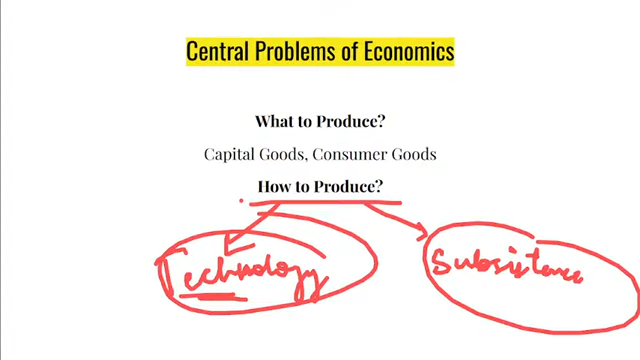 Central Problems of Economics
What to Produce?
Capital Goods, Consumer Goods
How to Produce?
Technology
Subsistence